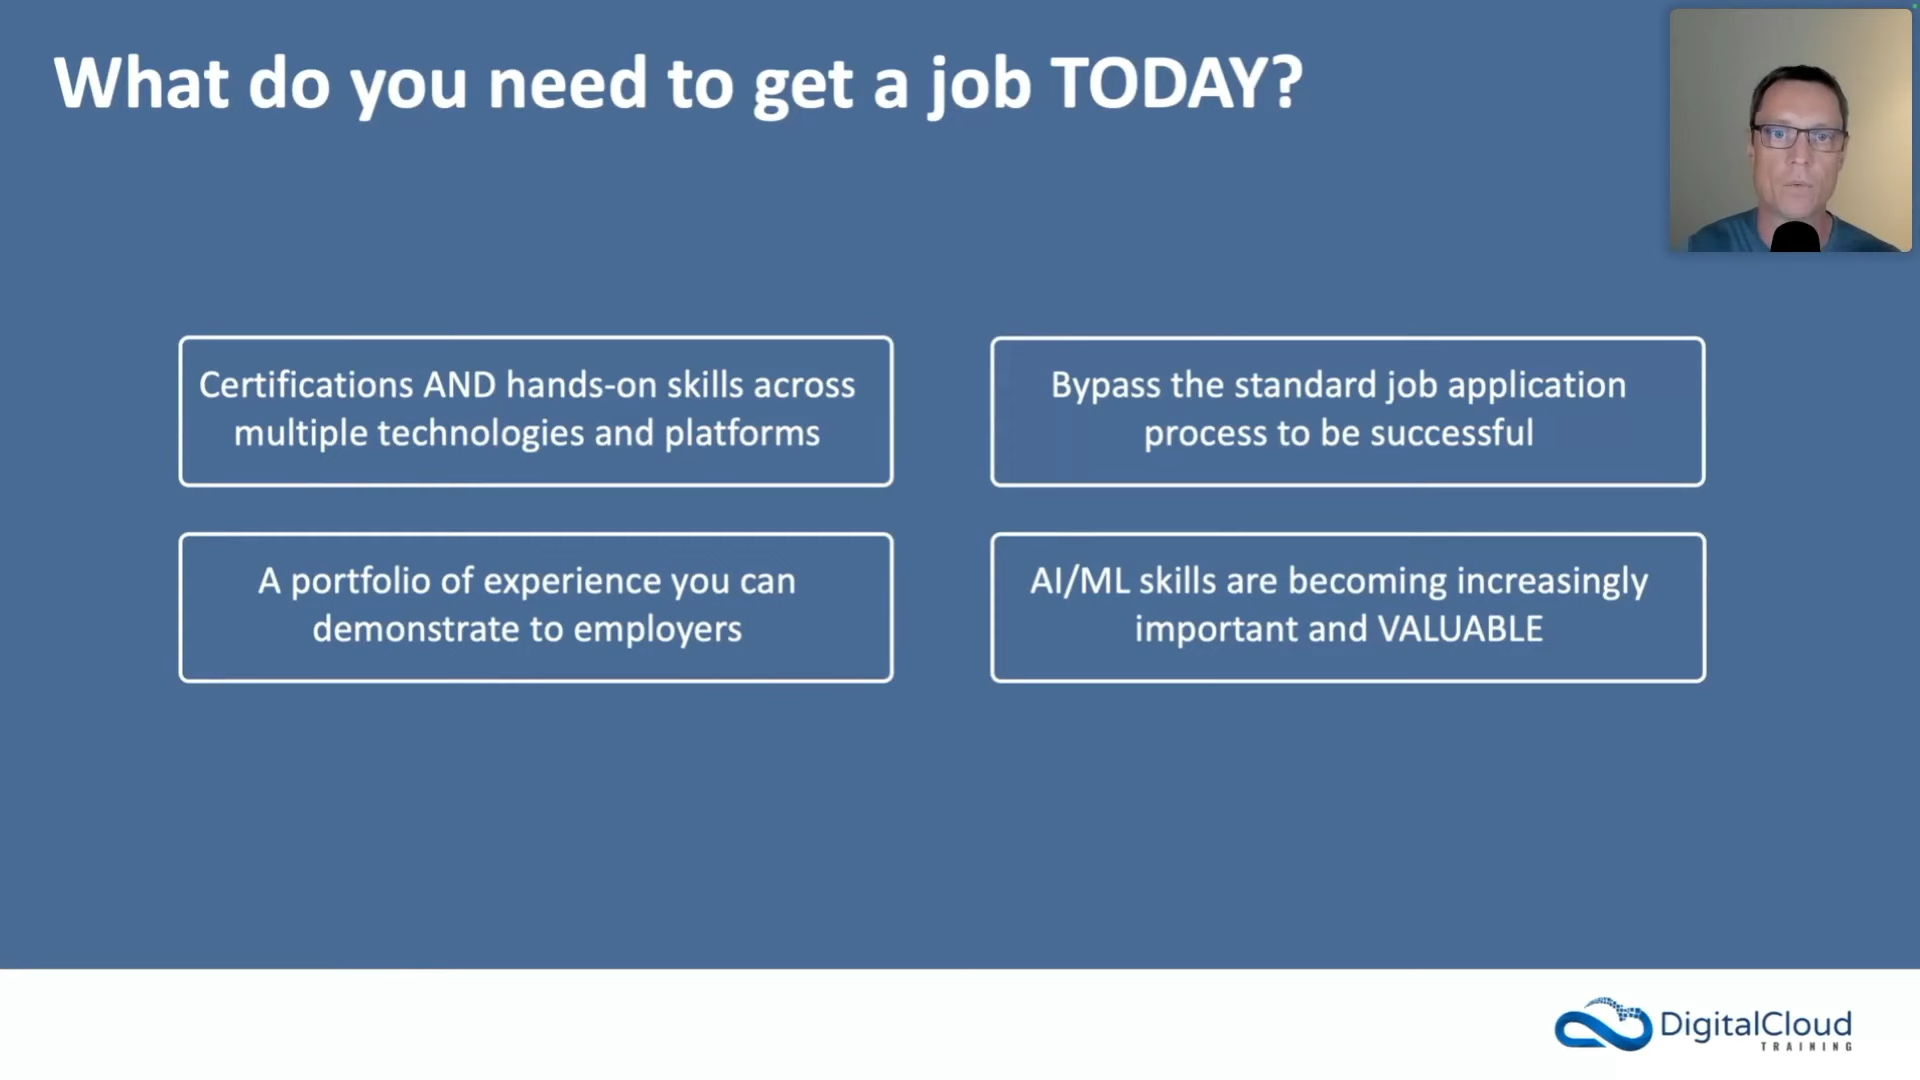 What do you need to get a job TODAY?
Certifications AND hands-on skills across
multiple technologies and platforms
Bypass the standard job application
process to be successful
A portfolio of experience you can
demonstrate to employers
AI/ML skills are becoming increasingly
important and VALUABLE
DigitalCloud
TRAINING